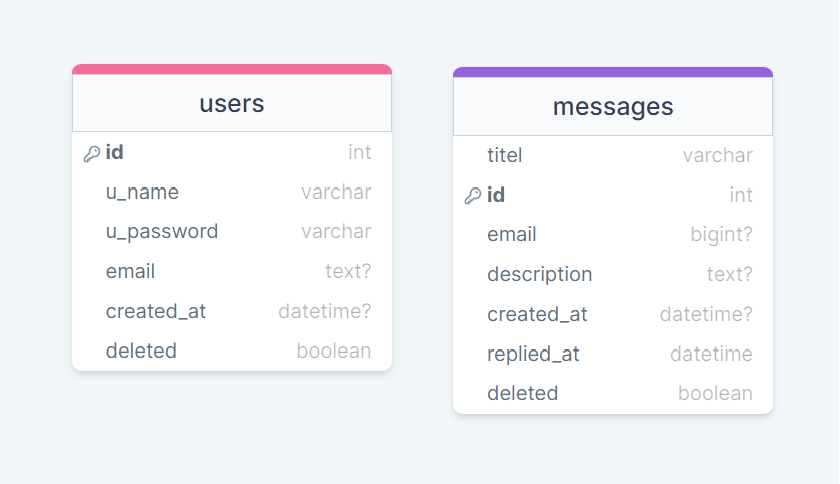 users
id int
u_name varchar
u_password varchar
email text?
created_at datetime?
deleted boolean
messages
titel varchar
id int
email bigint?
description text?
created_at datetime?
replied_at datetime
deleted boolean